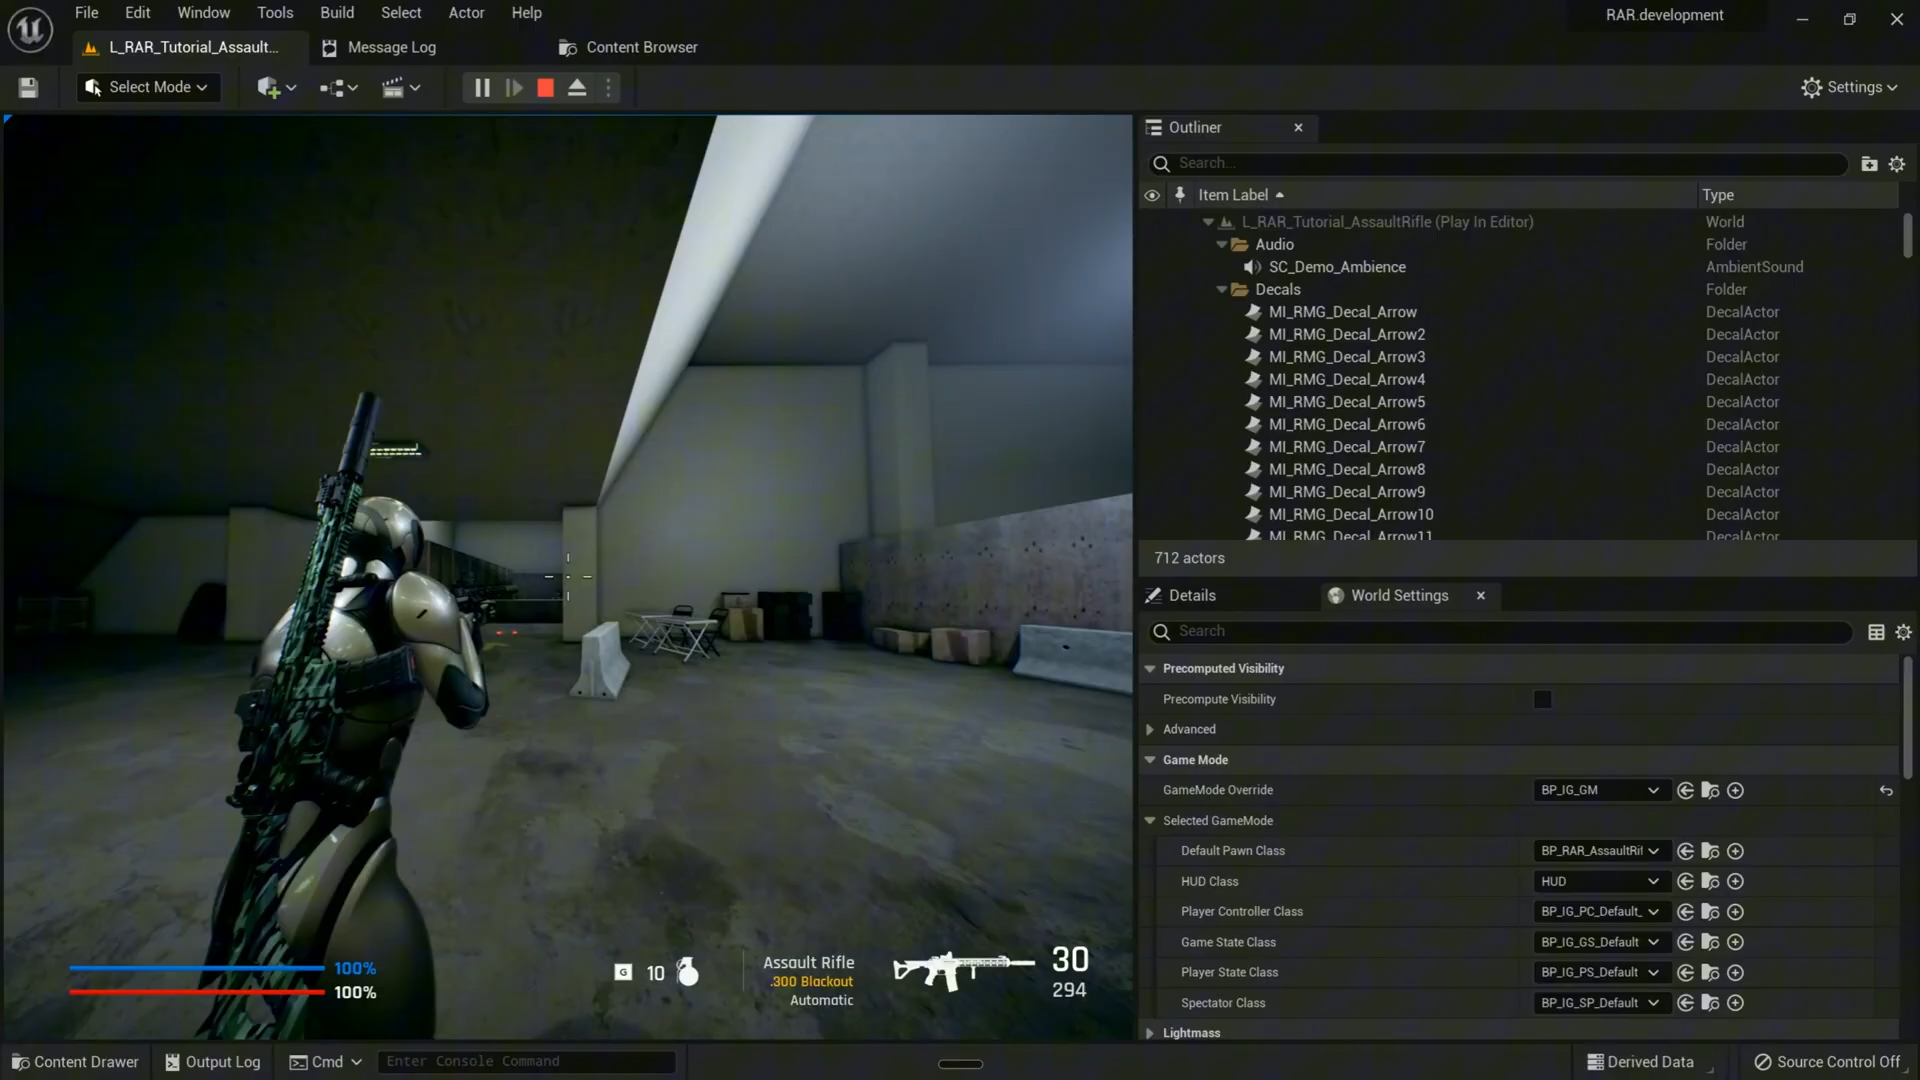 File Edit Window Tools Build Select Actor Help
RAR.development
L_RAR_Tutorial_Assault...
Message Log
Content Browser
Select Mode
Settings
Outliner
Search...
Item Label
Type
L_RAR_Tutorial_AssaultRifle (Play In Editor) World
Audio Folder
SC_Demo_Ambience AmbientSound
Decals Folder
MI_RMG_Decal_Arrow DecalActor
MI_RMG_Decal_Arrow2 DecalActor
MI_RMG_Decal_Arrow3 DecalActor
MI_RMG_Decal_Arrow4 DecalActor
MI_RMG_Decal_Arrow5 DecalActor
MI_RMG_Decal_Arrow6 DecalActor
MI_RMG_Decal_Arrow7 DecalActor
MI_RMG_Decal_Arrow8 DecalActor
MI_RMG_Decal_Arrow9 DecalActor
MI_RMG_Decal_Arrow10 DecalActor
MI_RMG_Decal_Arrow11 DecalActor
712 actors
Details
World Settings
Search
Precomputed Visibility
Precompute Visibility
Advanced
Game Mode
GameMode Override BP_IG_GM
Selected GameMode
Default Pawn Class BP_RAR_AssaultRif
HUD Class HUD
Player Controller Class BP_IG_PC_Default_
Game State Class BP_IG_GS_Default
Player State Class BP_IG_PS_Default
Spectator Class BP_IG_SP_Default
Lightmass
100%
100%
G 10
Assault Rifle
.300 Blackout
Automatic
30
294
Content Drawer
Output Log
Cmd
Enter Console Command
Derived Data
Source Control Off